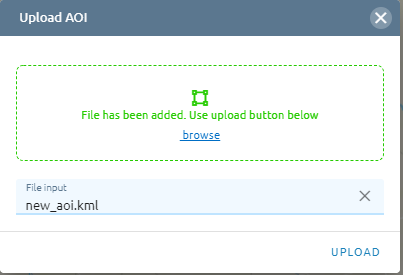 Upload AOI
File has been added. Use upload button below
browse
File input
new_aoi.kml
UPLOAD